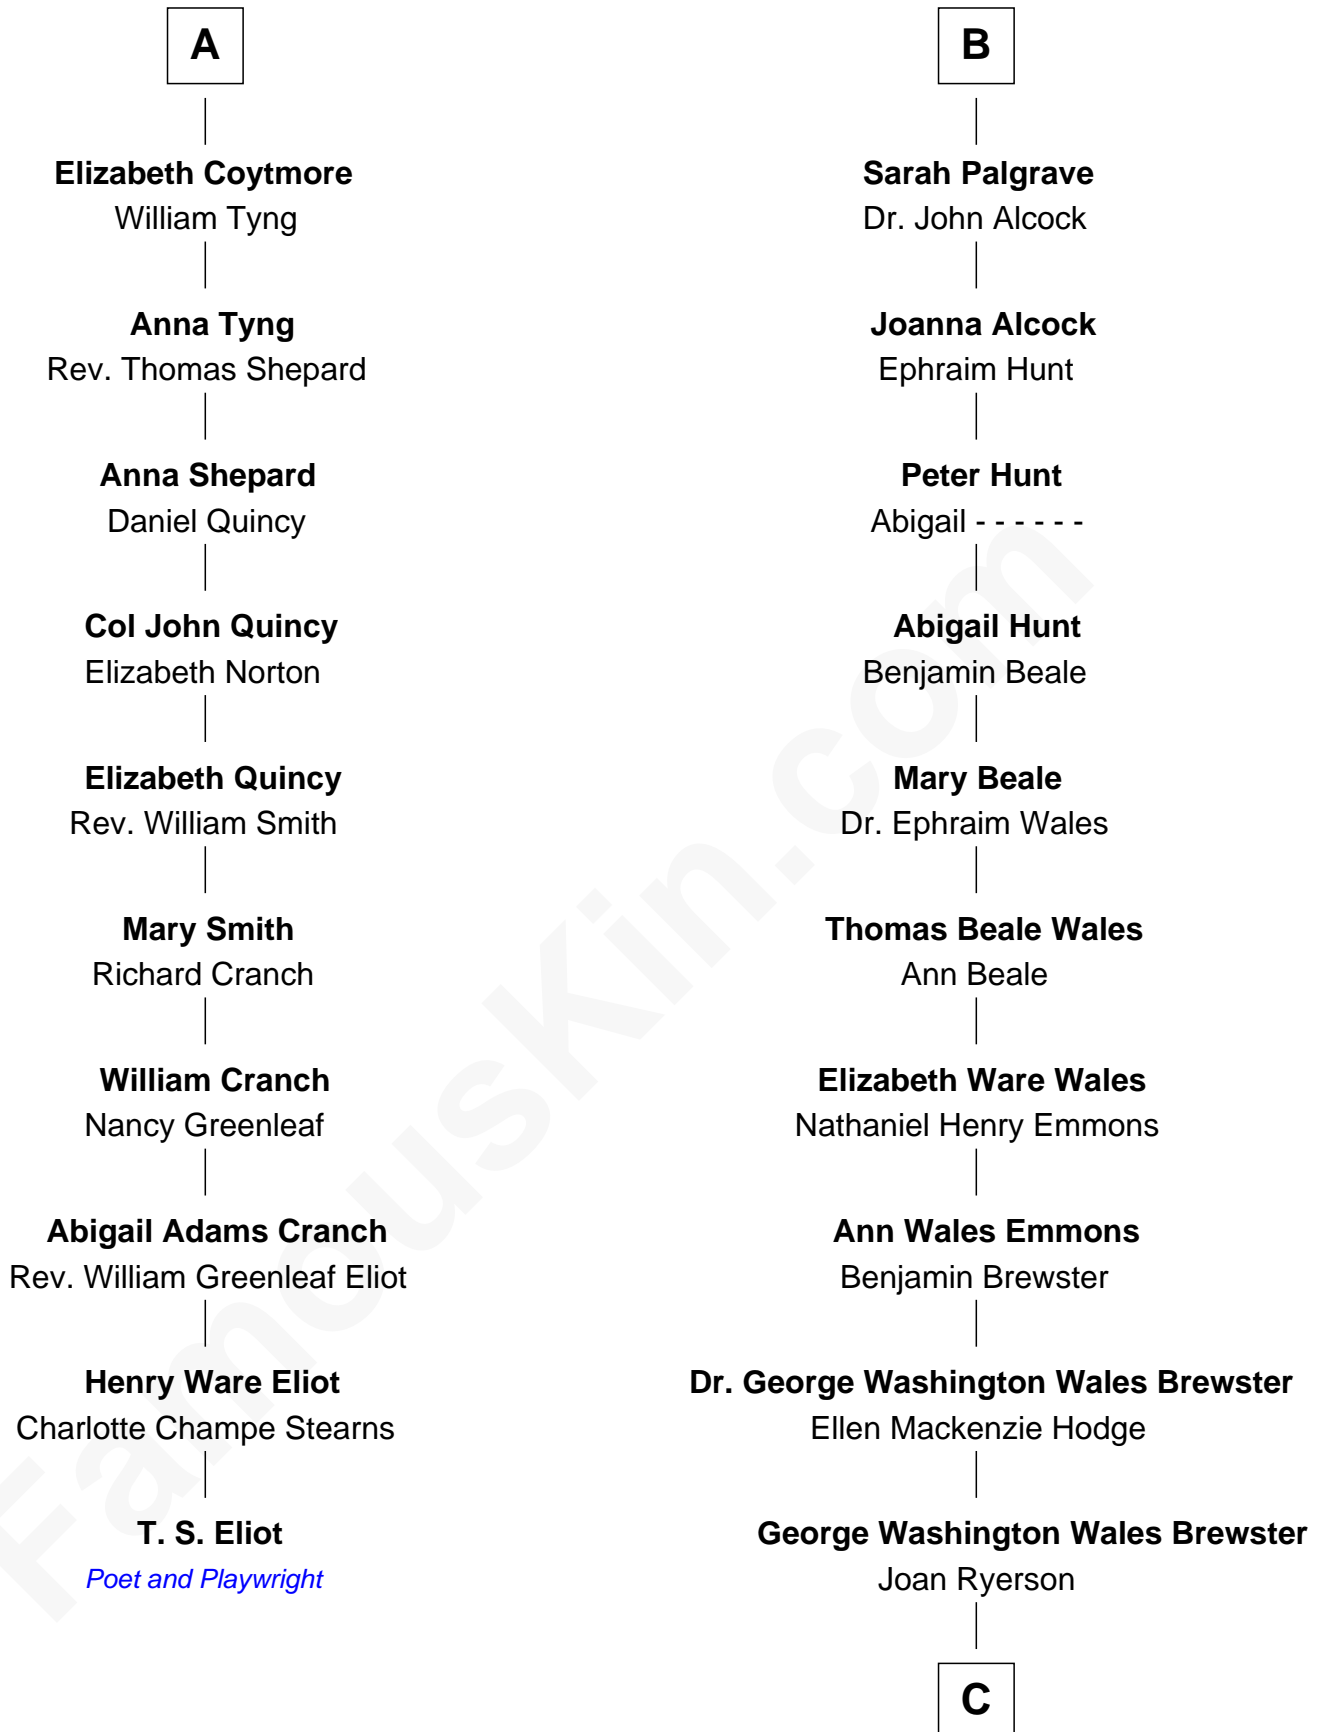 A
Elizabeth Coytmore
William Tyng
Anna Tyng
Rev. Thomas Shepard
Anna Shepard
Daniel Quincy
Col John Quincy
Elizabeth Norton
Elizabeth Quincy
Rev. William Smith
Mary Smith
Richard Cranch
William Cranch
Nancy Greenleaf
Abigail Adams Cranch
Rev. William Greenleaf Eliot
Henry Ware Eliot
Charlotte Champe Stearns
T. S. Eliot
Poet and Playwright
B
Sarah Palgrave
Dr. John Alcock
Joanna Alcock
Ephraim Hunt
Peter Hunt
Abigail - - - - - -
Abigail Hunt
Benjamin Beale
Mary Beale
Dr. Ephraim Wales
Thomas Beale Wales
Ann Beale
Elizabeth Ware Wales
Nathaniel Henry Emmons
Ann Wales Emmons
Benjamin Brewster
Dr. George Washington Wales Brewster
Ellen Mackenzie Hodge
George Washington Wales Brewster
Joan Ryerson
C
FamousKin.com